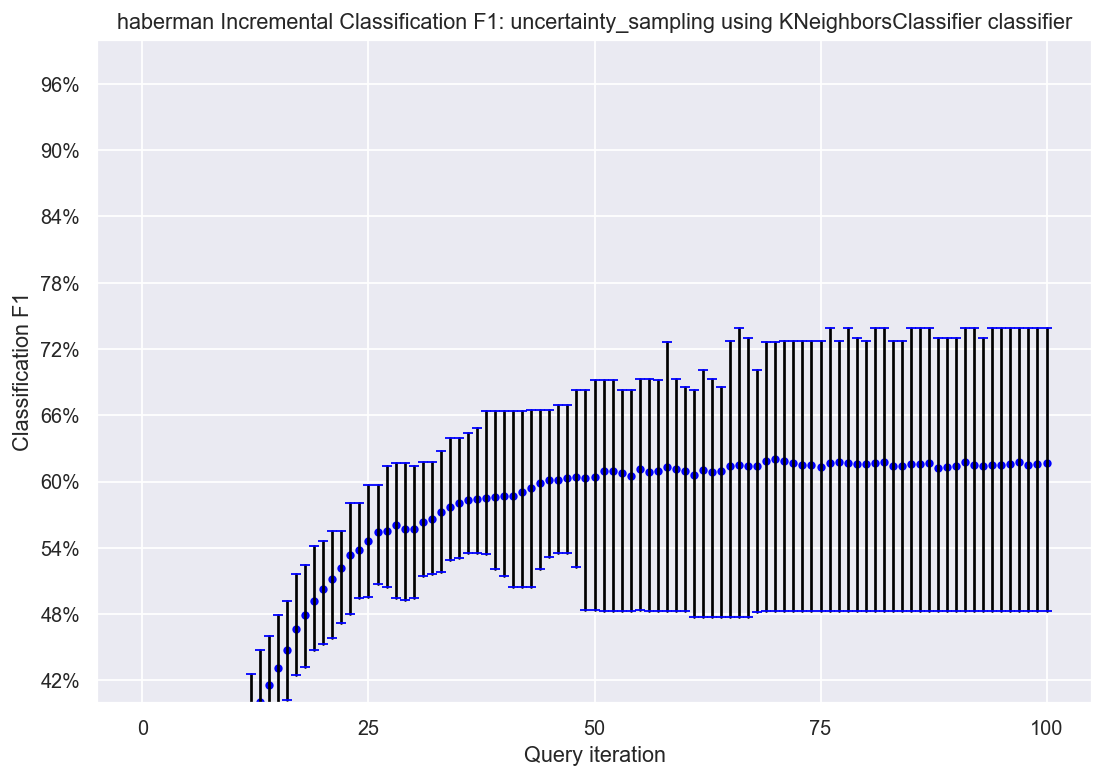 haberman Incremental Classification F1: uncertainty_sampling using KNeighborsClassifier classifier
96%
90%
84%
78%
72%
66%
60%
54%
48%
42%
Classification F1
0 25 50 75 100
Query iteration